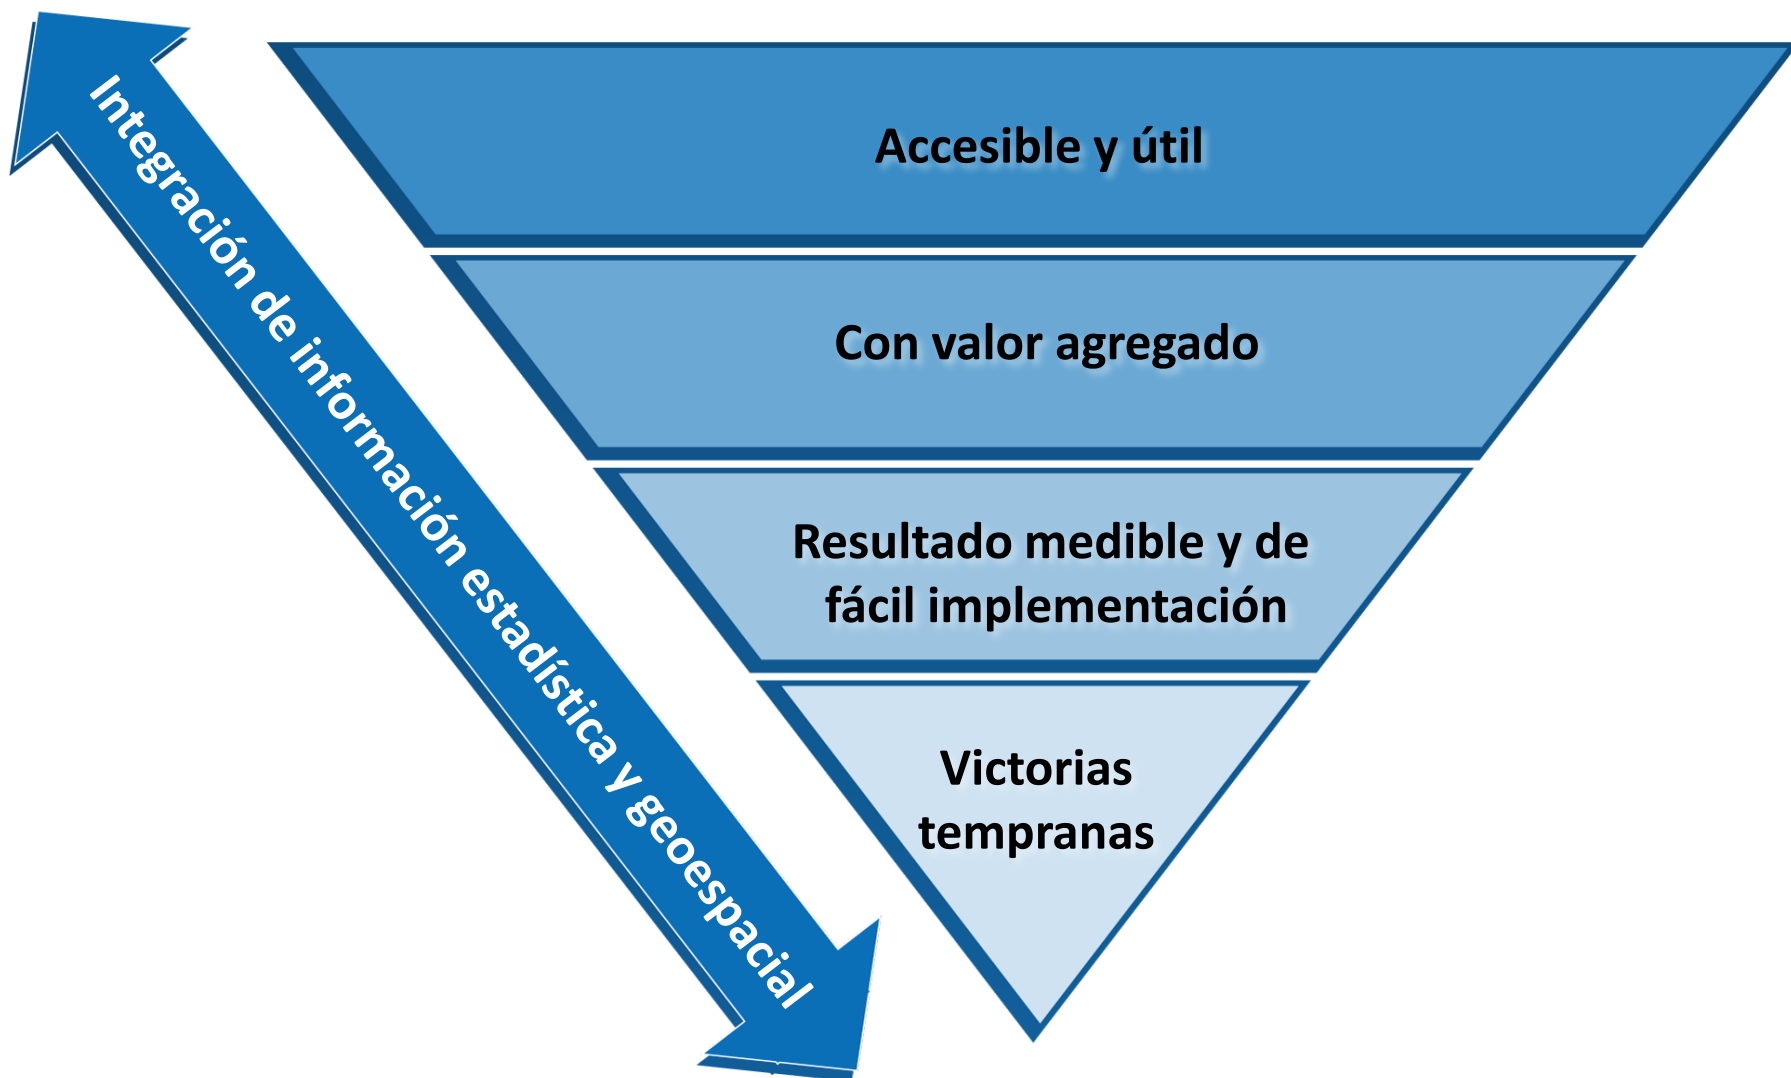 Integración de información estadística y geoespacial
Accesible y útil
Con valor agregado
Resultado medible y de
fácil implementación
Victorias
tempranas